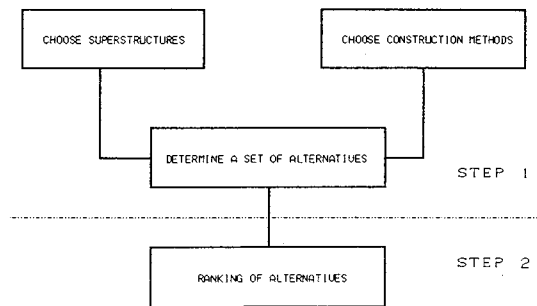 CHOOSE SUPERSTRUCTURES
CHOOSE CONSTRUCTION METHODS
DETERMINE A SET OF ALTERNATIVES
STEP 1
STEP 2
RANKING OF ALTERNATIVES